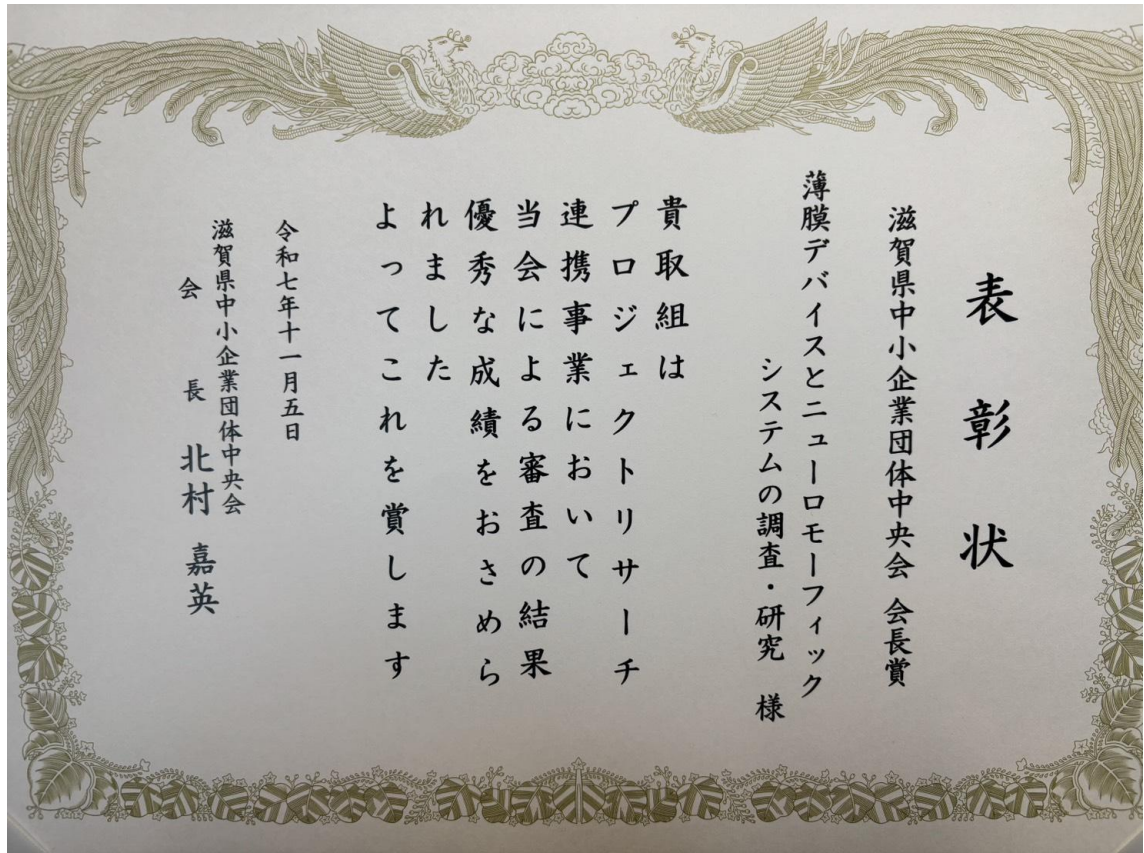 表彰状
滋賀県中小企業団体中央会 会長賞
薄膜デバイスとニューロモーフィック
システムの調査・研究 様
貴取組は
プロジェクトリサーチ
連携事業において
当会による審査の結果
優秀な成績をおさめら
れました
よってこれを賞します
令和七年十一月五日
滋賀県中小企業団体中央会
会長 北村 嘉英